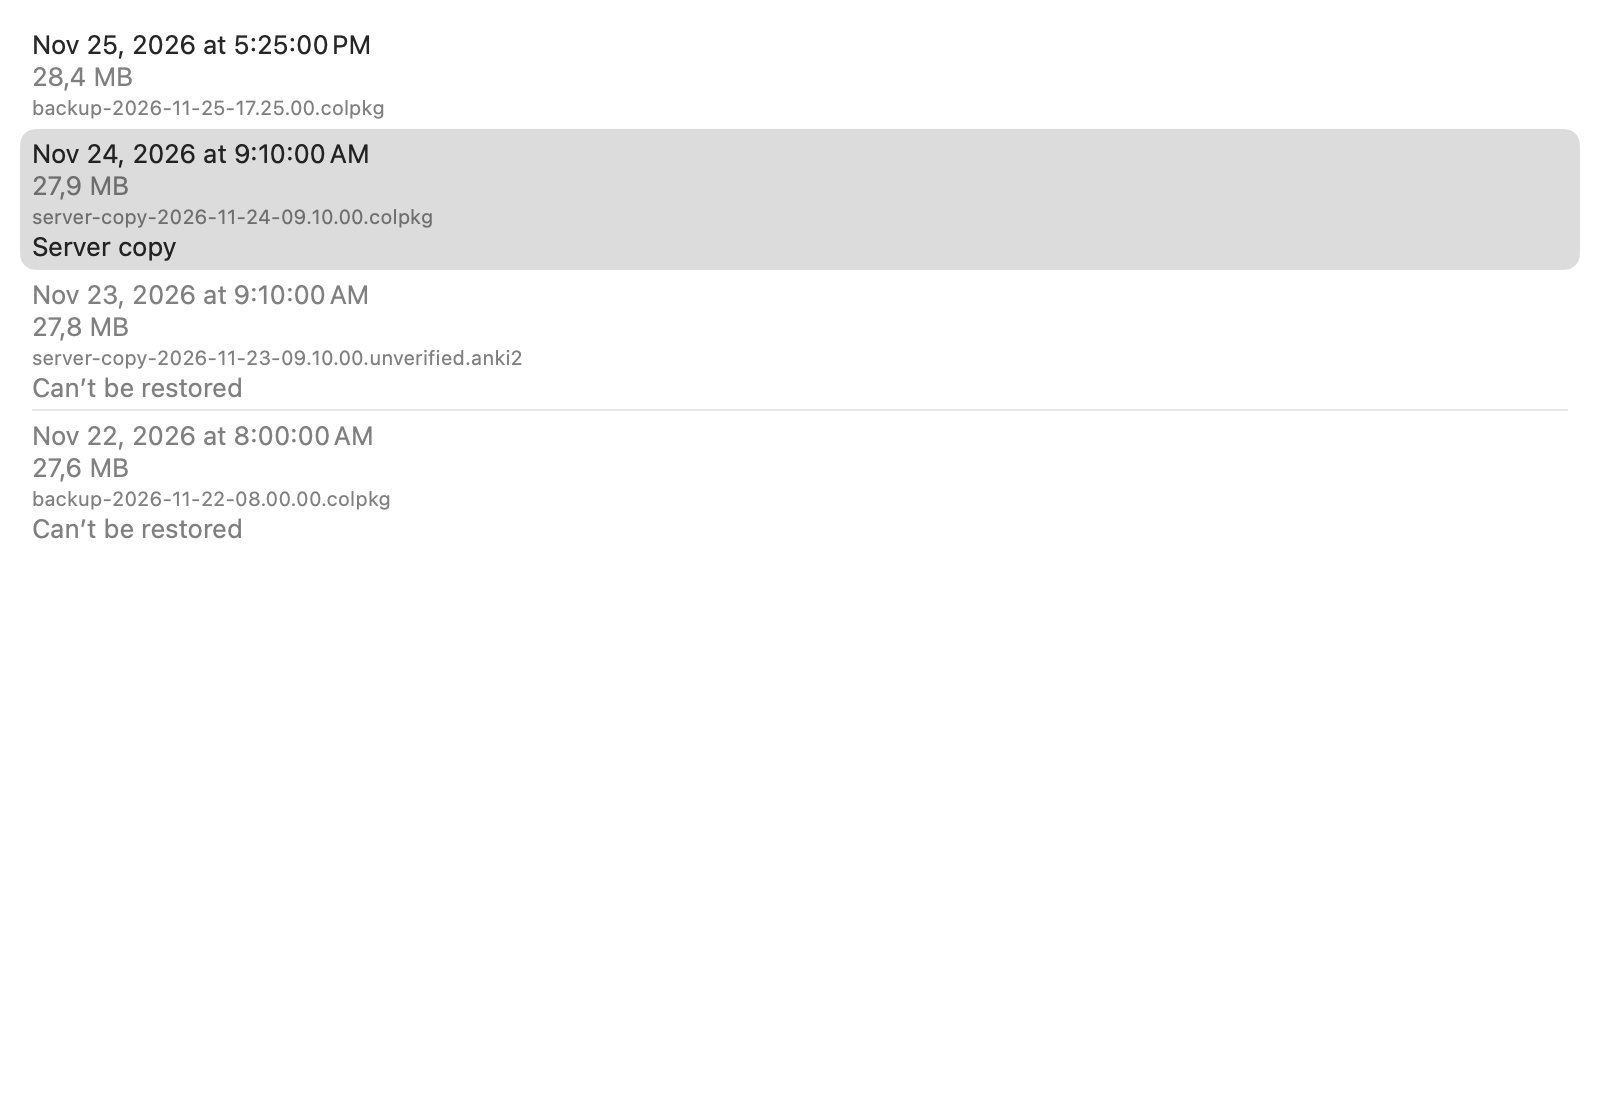 Nov 25, 2026 at 5:25:00 PM
28,4 MB
backup-2026-11-25-17.25.00.colpkg
Nov 24, 2026 at 9:10:00 AM
27,9 MB
server-copy-2026-11-24-09.10.00.colpkg
Server copy
Nov 23, 2026 at 9:10:00 AM
27,8 MB
server-copy-2026-11-23-09.10.00.unverified.anki2
Can’t be restored
Nov 22, 2026 at 8:00:00 AM
27,6 MB
backup-2026-11-22-08.00.00.colpkg
Can’t be restored